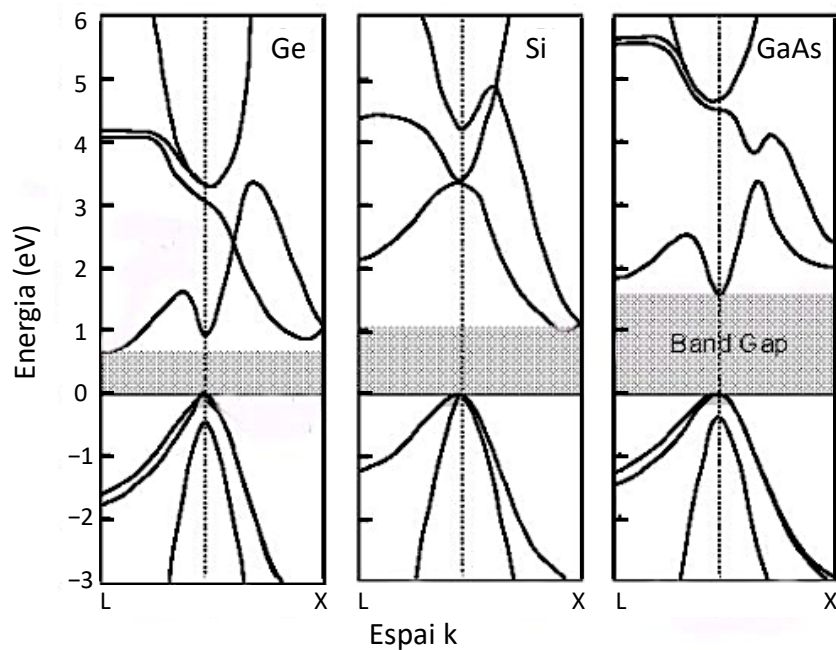 Ge
Si
GaAs
Energia (eV)
6
5
4
3
2
1
0
−1
−2
−3
Band Gap
L
X
L
X
L
X
Espai k